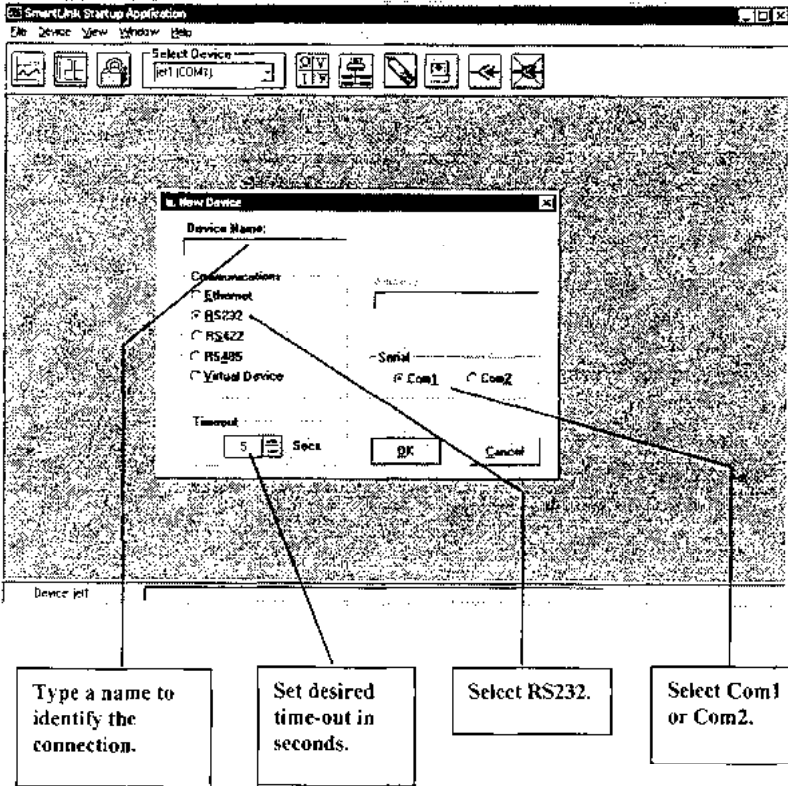 SmartLink Startup Application
File Device View Window Help
Select Device
New Device
Device Name:
Communications
Ethernet
RS232
RS422
RS485
Virtual Device
Serial
Com1 Com2
Timeout
5 Secs
OK Cancel
Device jeff
Type a name to
identify the
connection.
Set desired
time-out in
seconds.
Select RS232.
Select Com1
or Com2.